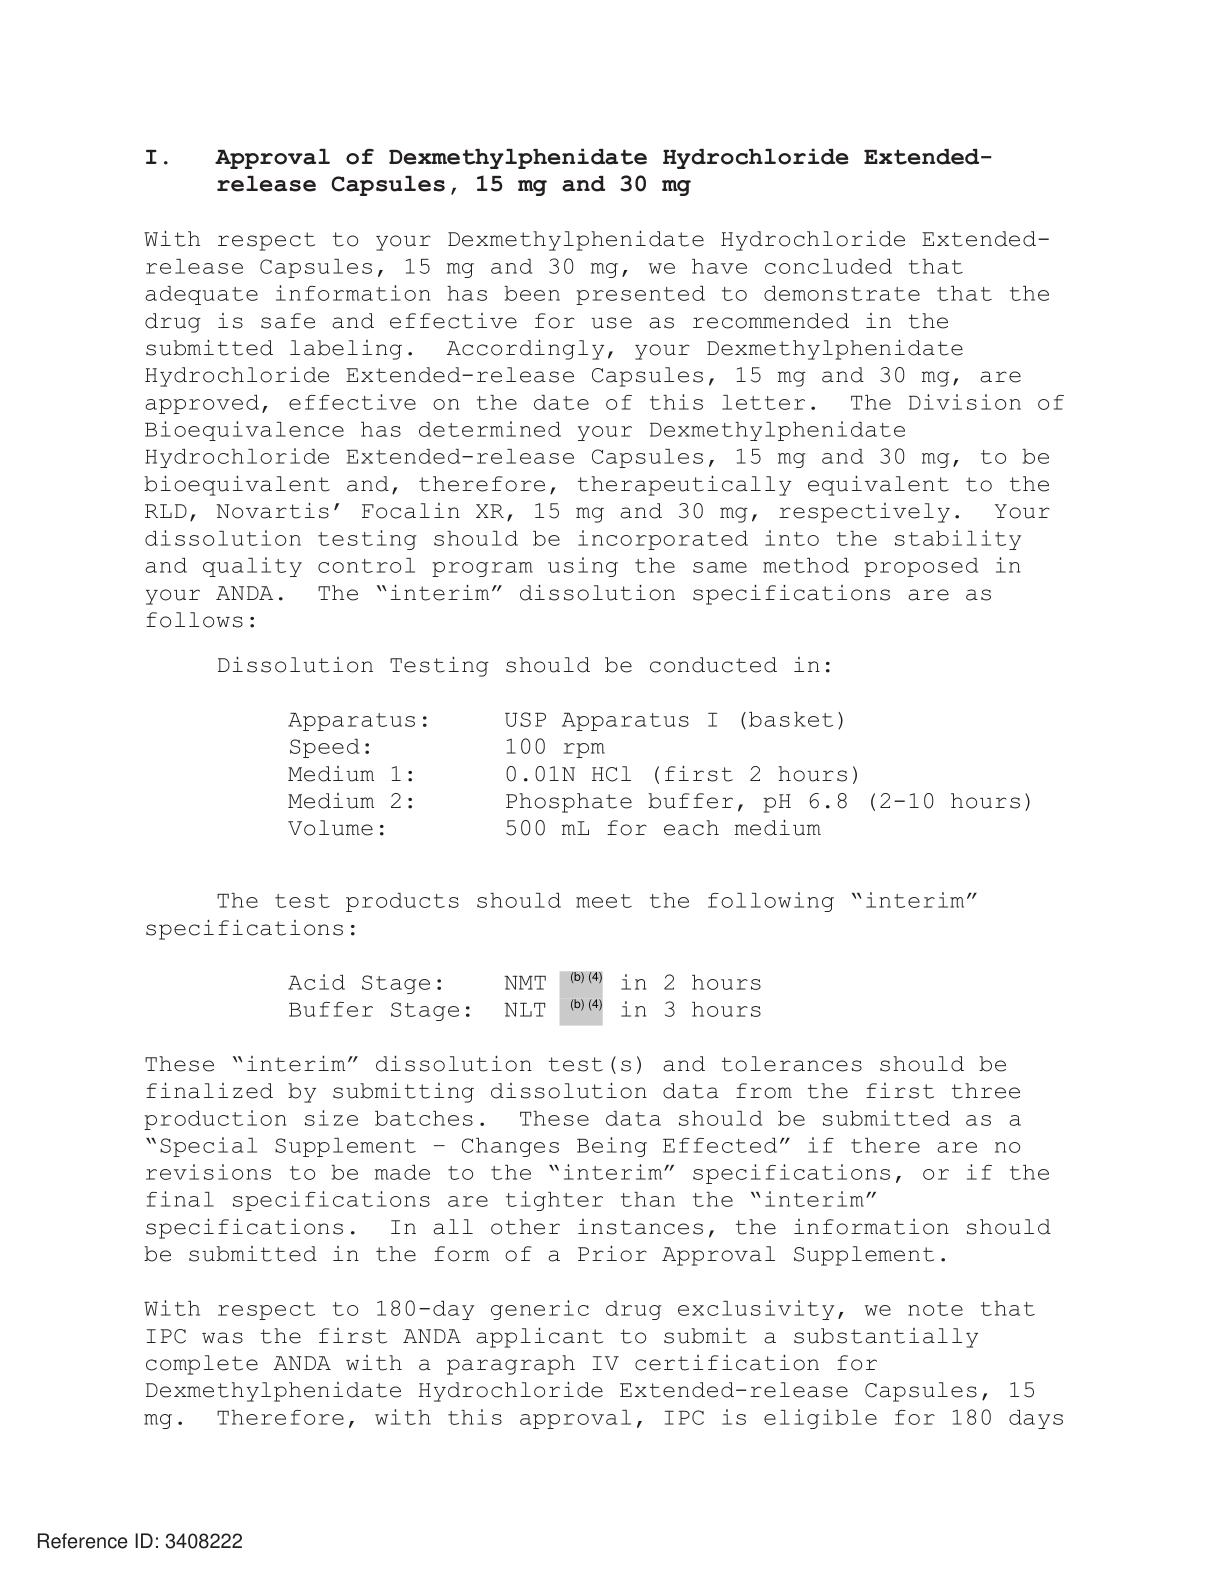 I. Approval of Dexmethylphenidate Hydrochloride Extended-
release Capsules, 15 mg and 30 mg
With respect to your Dexmethylphenidate Hydrochloride Extended-
release Capsules, 15 mg and 30 mg, we have concluded that
adequate information has been presented to demonstrate that the
drug is safe and effective for use as recommended in the
submitted labeling. Accordingly, your Dexmethylphenidate
Hydrochloride Extended-release Capsules, 15 mg and 30 mg, are
approved, effective on the date of this letter. The Division of
Bioequivalence has determined your Dexmethylphenidate
Hydrochloride Extended-release Capsules, 15 mg and 30 mg, to be
bioequivalent and, therefore, therapeutically equivalent to the
RLD, Novartis’ Focalin XR, 15 mg and 30 mg, respectively. Your
dissolution testing should be incorporated into the stability
and quality control program using the same method proposed in
your ANDA. The “interim” dissolution specifications are as
follows:
Dissolution Testing should be conducted in:
Apparatus: USP Apparatus I (basket)
Speed: 100 rpm
Medium 1: 0.01N HCl (first 2 hours)
Medium 2: Phosphate buffer, pH 6.8 (2-10 hours)
Volume: 500 mL for each medium
The test products should meet the following “interim”
specifications:
Acid Stage: NMT (b) (4) in 2 hours
Buffer Stage: NLT (b) (4) in 3 hours
These “interim” dissolution test(s) and tolerances should be
finalized by submitting dissolution data from the first three
production size batches. These data should be submitted as a
“Special Supplement – Changes Being Effected” if there are no
revisions to be made to the “interim” specifications, or if the
final specifications are tighter than the “interim”
specifications. In all other instances, the information should
be submitted in the form of a Prior Approval Supplement.
With respect to 180-day generic drug exclusivity, we note that
IPC was the first ANDA applicant to submit a substantially
complete ANDA with a paragraph IV certification for
Dexmethylphenidate Hydrochloride Extended-release Capsules, 15
mg. Therefore, with this approval, IPC is eligible for 180 days
Reference ID: 3408222